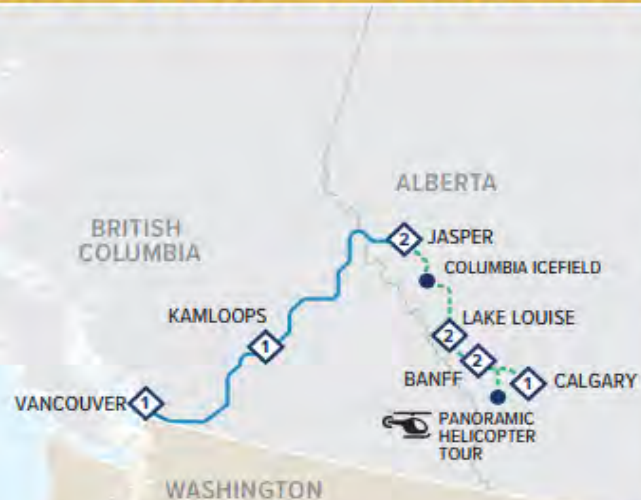 ALBERTA
BRITISH
COLUMBIA
2 JASPER
COLUMBIA ICEFIELD
KAMLOOPS
1
LAKE LOUISE
2
2
BANFF
1 CALGARY
VANCOUVER 1
PANORAMIC
HELICOPTER
TOUR
WASHINGTON